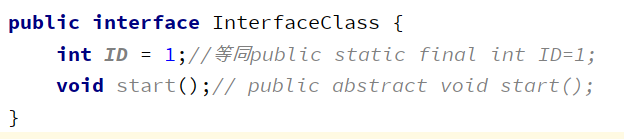 public interface InterfaceClass {
int ID = 1;//等同public static final int ID=1;
void start();// public abstract void start();
}